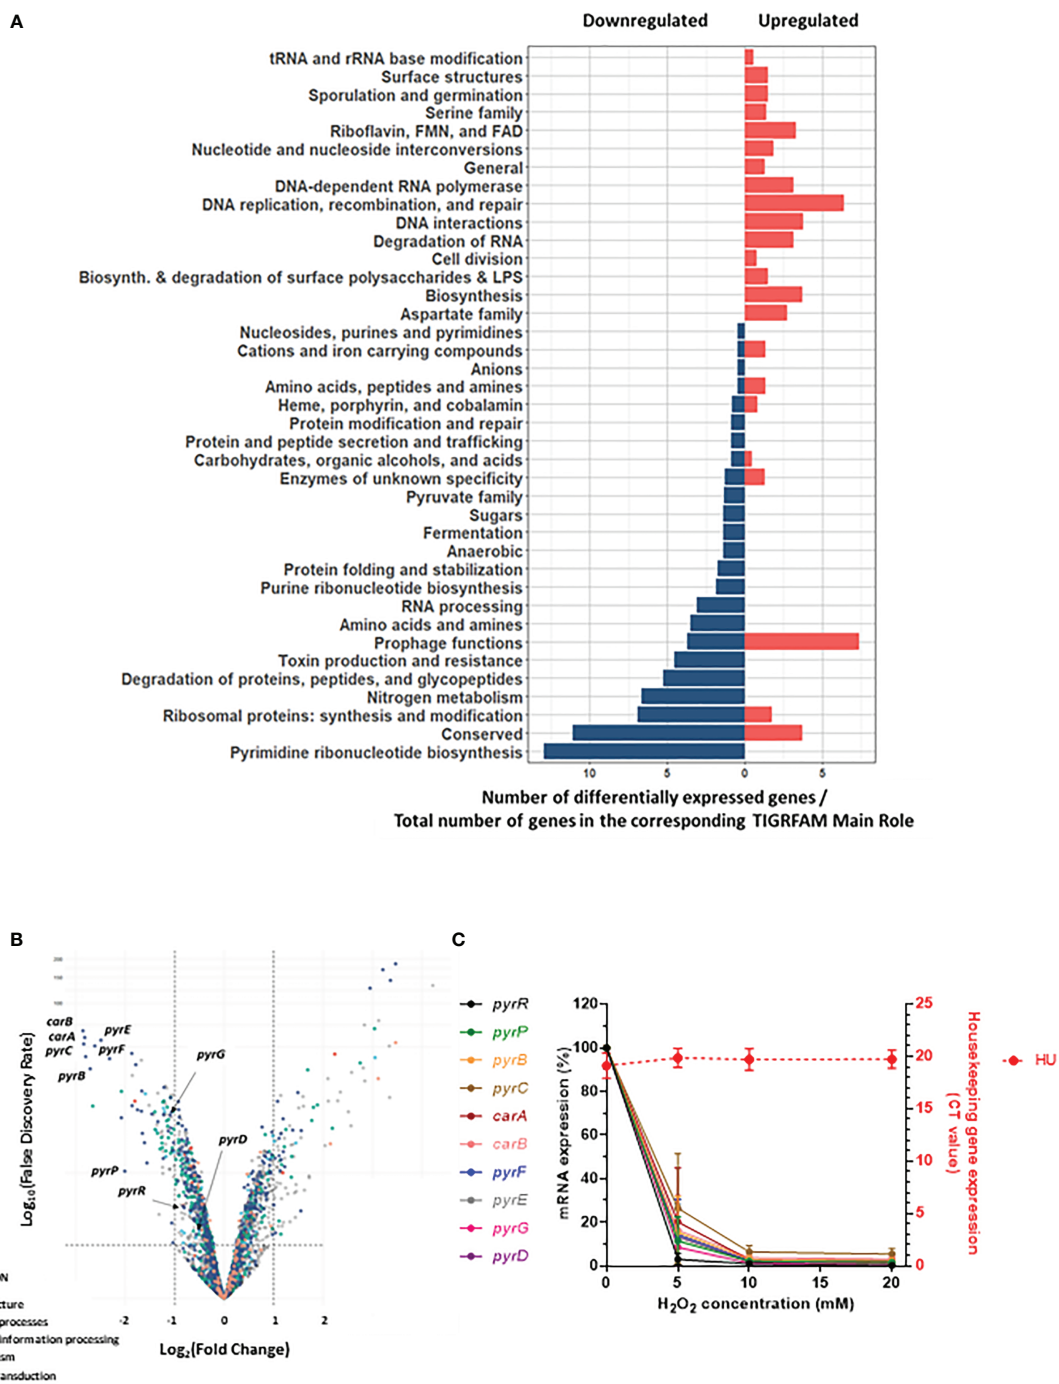 A
Downregulated
Upregulated
tRNA and rRNA base modification
Surface structures
Sporulation and germination
Serine family
Riboflavin, FMN, and FAD
Nucleotide and nucleoside interconversions
General
DNA-dependent RNA polymerase
DNA replication, recombination, and repair
DNA interactions
Degradation of RNA
Cell division
Biosynth. & degradation of surface polysaccharides & LPS
Biosynthesis
Aspartate family
Nucleosides, purines and pyrimidines
Cations and iron carrying compounds
Anions
Amino acids, peptides and amines
Heme, porphyrin, and cobalamin
Protein modification and repair
Protein and peptide secretion and trafficking
Carbohydrates, organic alcohols, and acids
Enzymes of unknown specificity
Pyruvate family
Sugars
Fermentation
Anaerobic
Protein folding and stabilization
Purine ribonucleotide biosynthesis
RNA processing
Amino acids and amines
Prophage functions
Toxin production and resistance
Degradation of proteins, peptides, and glycopeptides
Nitrogen metabolism
Ribosomal proteins: synthesis and modification
Conserved
Pyrimidine ribonucleotide biosynthesis
10 5 0 5
Number of differentially expressed genes /
Total number of genes in the corresponding TIGRFAM Main Role
B
Log10(False Discovery Rate)
carB
carA
pyrC
pyrE
pyrF
pyrB
pyrG
pyrD
pyrP
pyrR
-2 -1 0 1 2
Log2(Fold Change)
N
cture
processes
information processing
sm
ansduction
C
pyrR
pyrP
pyrB
pyrC
carA
carB
pyrF
pyrE
pyrG
pyrD
mRNA expression (%)
120
100
80
60
40
20
0
0 5 10 15 20
H2O2 concentration (mM)
25
20
15
10
5
0
Housekeeping gene expression
(CT value)
HU